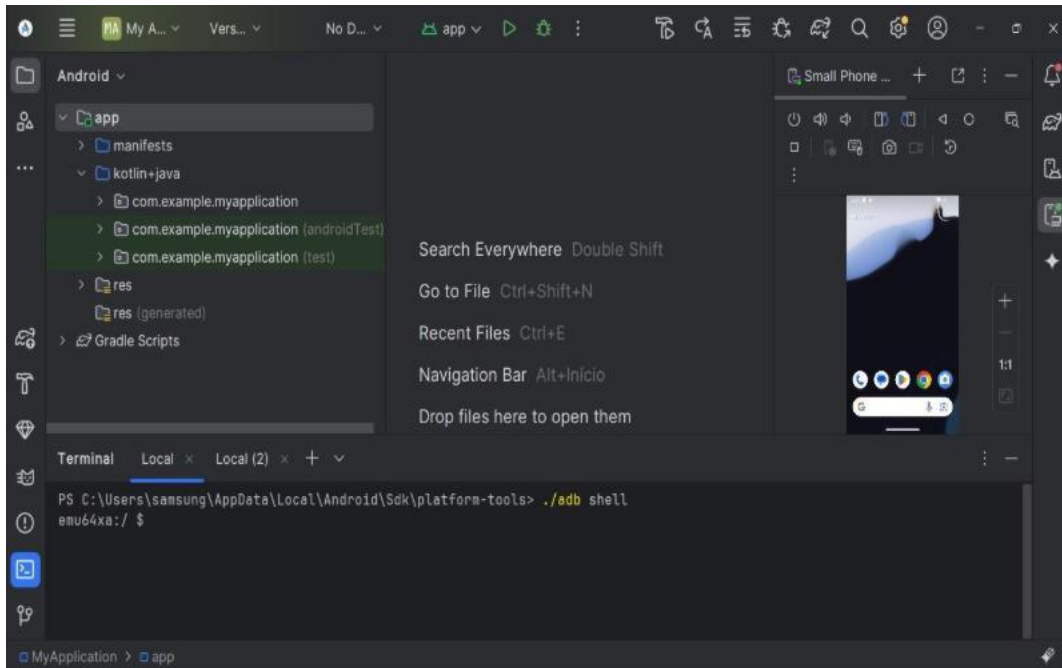 MA My A... Vers... No D... app
Android
app
manifests
kotlin+java
com.example.myapplication
com.example.myapplication (androidTest)
com.example.myapplication (test)
res
res (generated)
Gradle Scripts
Search Everywhere Double Shift
Go to File Ctrl+Shift+N
Recent Files Ctrl+E
Navigation Bar Alt+Início
Drop files here to open them
Small Phone ...
1:1
G
Terminal Local Local (2)
PS C:\Users\samsung\AppData\Local\Android\Sdk\platform-tools> ./adb shell
emu64xa:/ $
MyApplication > app